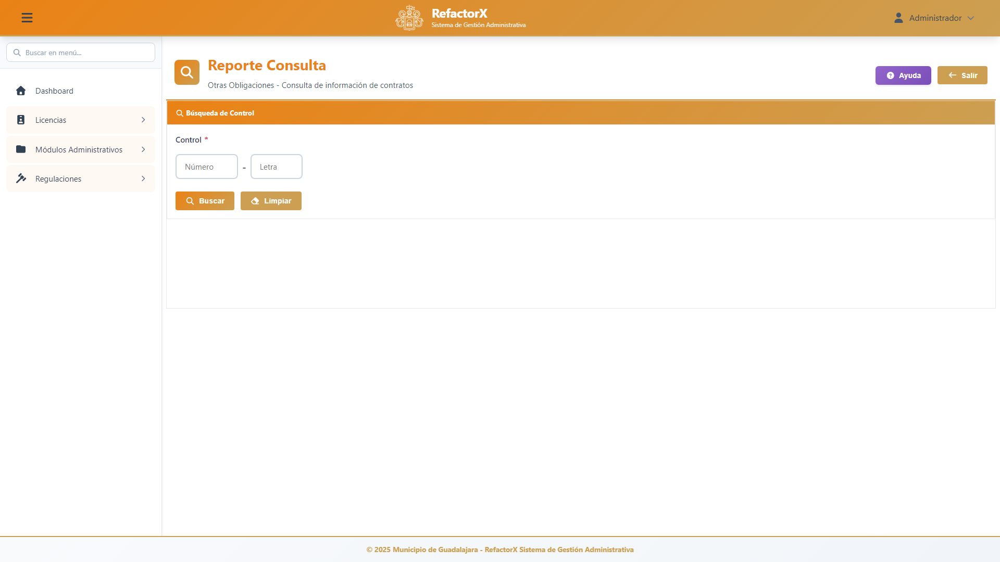 RefactorX
Sistema de Gestión Administrativa
Administrador
Buscar en menú...
Dashboard
Licencias
Módulos Administrativos
Regulaciones
Reporte Consulta
Otras Obligaciones - Consulta de información de contratos
Ayuda
Salir
Búsqueda de Control
Control *
Número - Letra
Buscar
Limpiar
© 2025 Municipio de Guadalajara - RefactorX Sistema de Gestión Administrativa